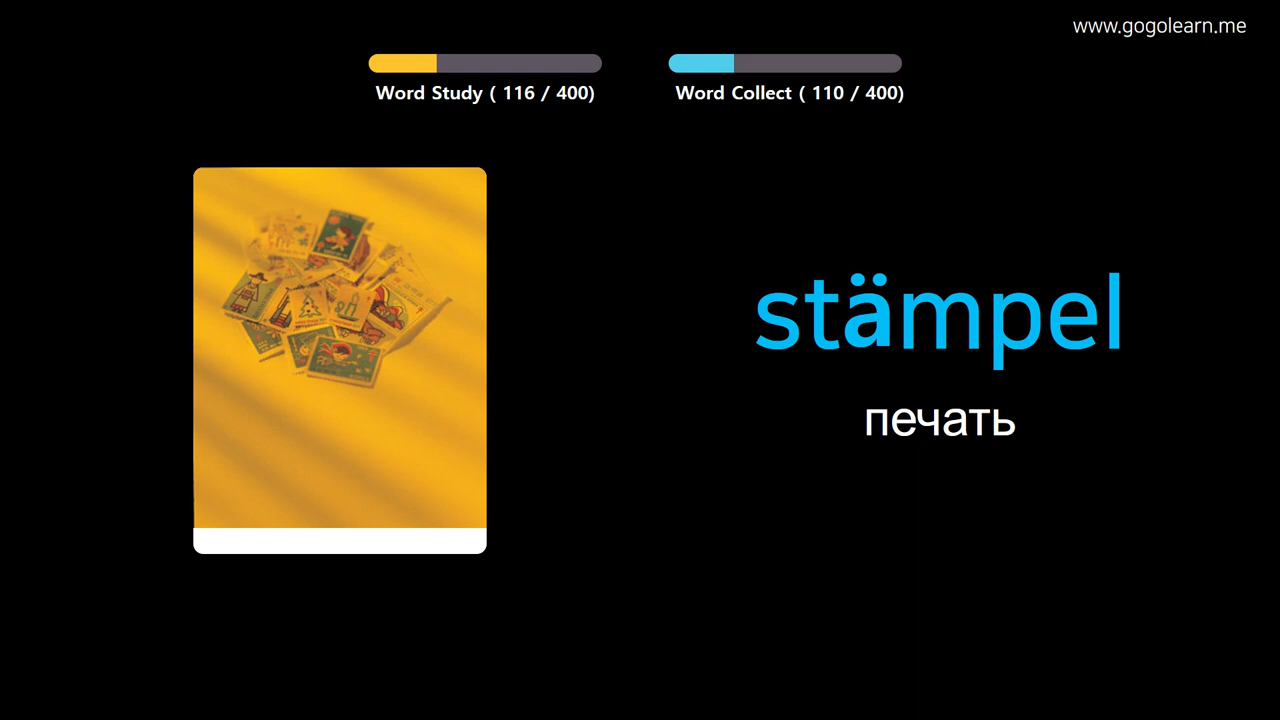 www.gogolearn.me
Word Study ( 116 / 400)
Word Collect ( 110 / 400)
stämpel
печать